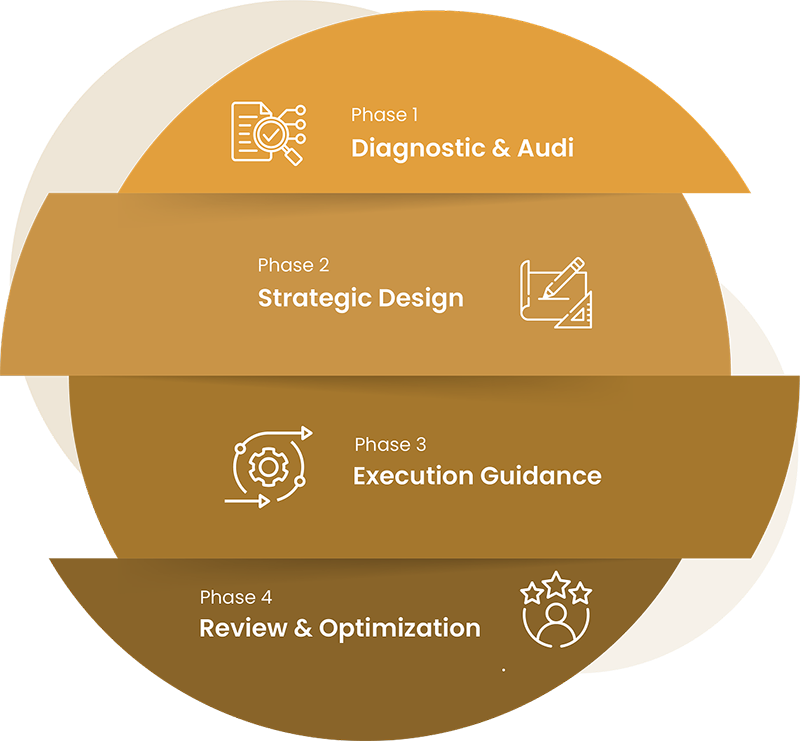 Phase 1
Diagnostic & Audi
Phase 2
Strategic Design
Phase 3
Execution Guidance
Phase 4
Review & Optimization